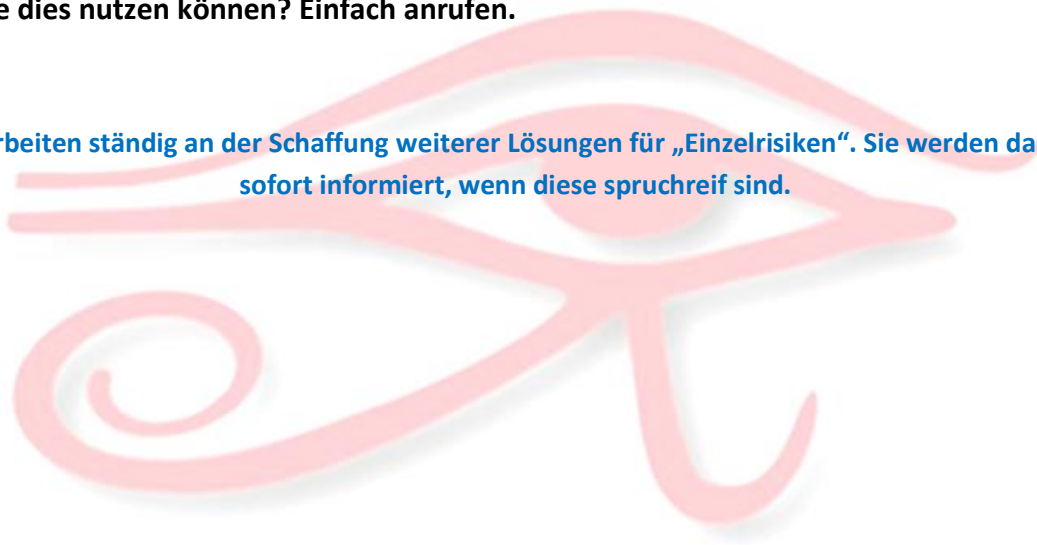 e dies nutzen können? Einfach anrufen.
rbeiten ständig an der Schaffung weiterer Lösungen für „Einzelrisiken“. Sie werden da
sofort informiert, wenn diese spruchreif sind.